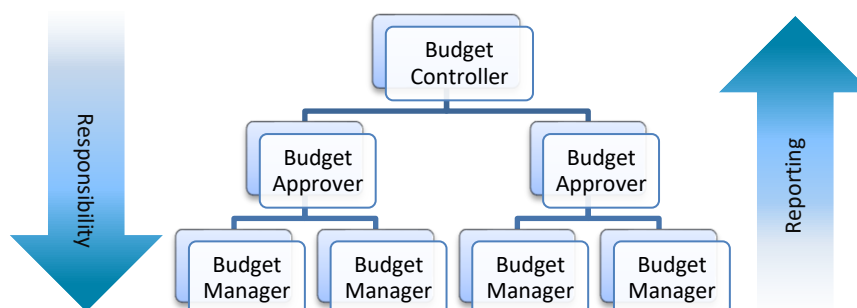 Budget
Controller
Responsibility
Reporting
Budget
Approver
Budget
Approver
Budget
Manager
Budget
Manager
Budget
Manager
Budget
Manager